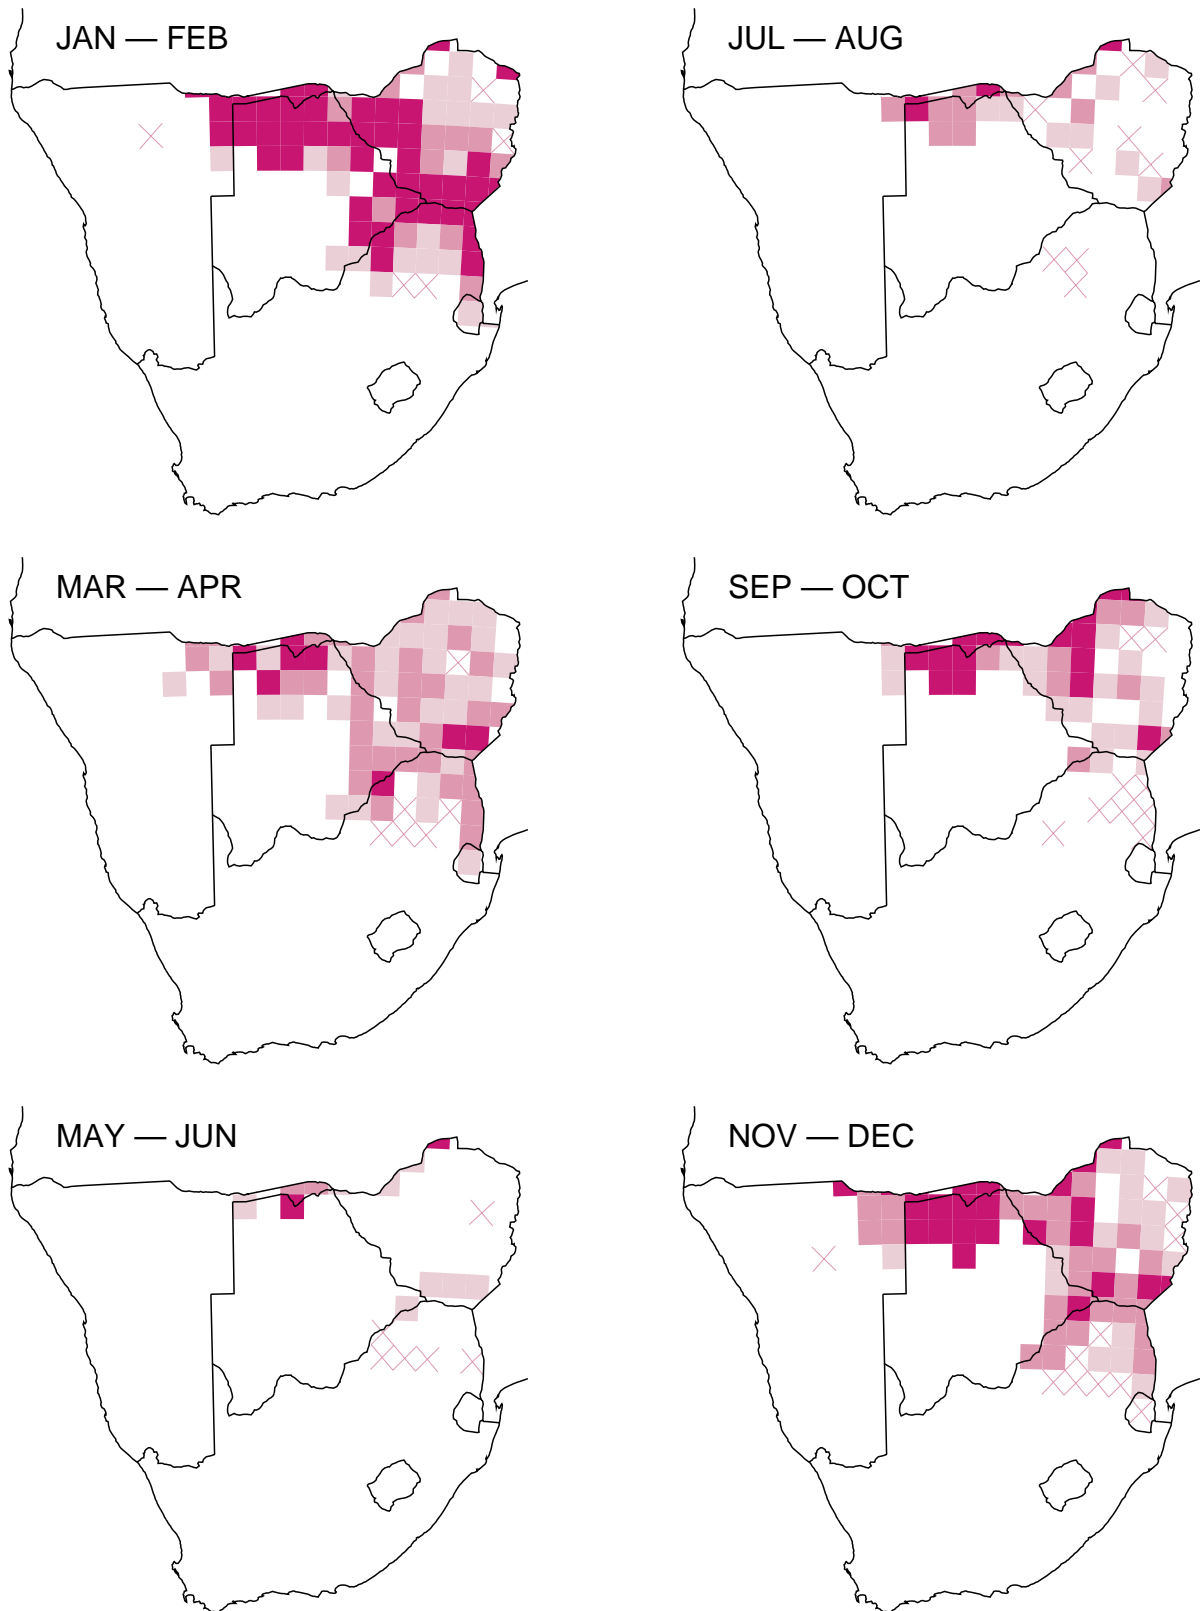 JAN — FEB
JUL — AUG
MAR — APR
SEP — OCT
MAY — JUN
NOV — DEC